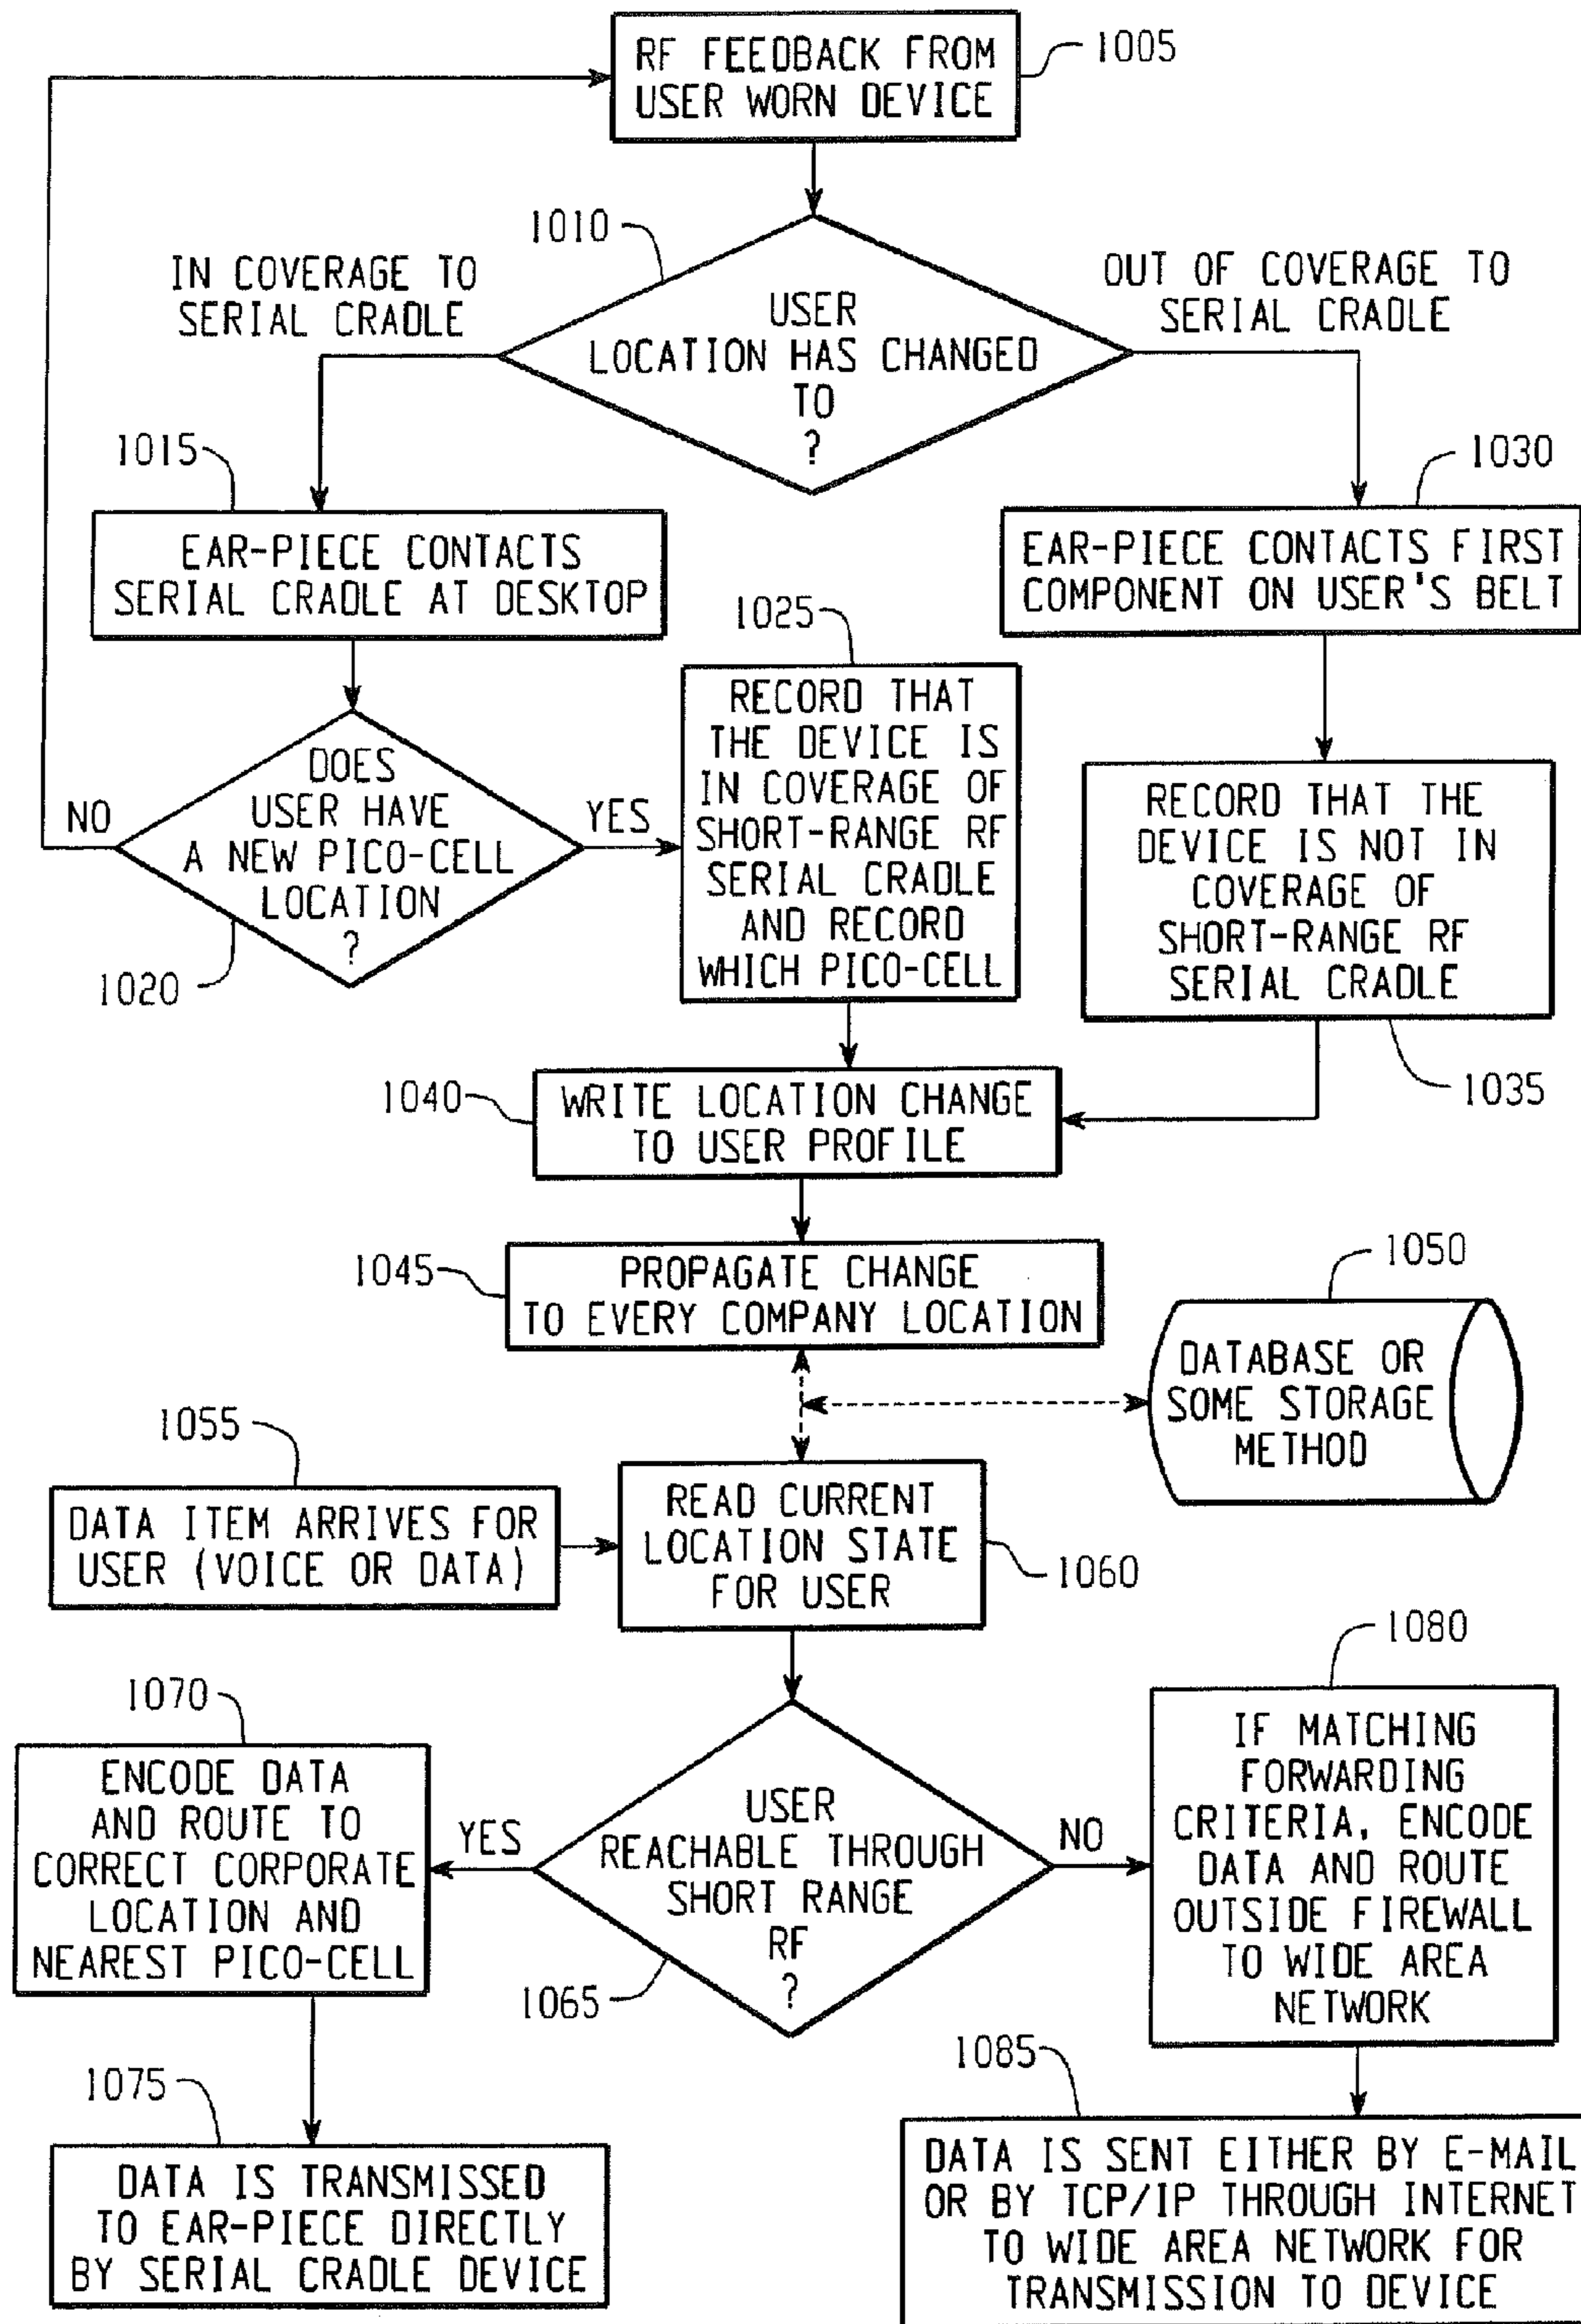 RF FEEDBACK FROM
USER WORN DEVICE
1005
1010
IN COVERAGE TO
SERIAL CRADLE
USER
LOCATION HAS CHANGED
TO
?
OUT OF COVERAGE TO
SERIAL CRADLE
1015
EAR-PIECE CONTACTS
SERIAL CRADLE AT DESKTOP
1030
EAR-PIECE CONTACTS FIRST
COMPONENT ON USER'S BELT
DOES
USER HAVE
A NEW PICO-CELL
LOCATION
?
NO
YES
1020
1025
RECORD THAT
THE DEVICE IS
IN COVERAGE OF
SHORT-RANGE RF
SERIAL CRADLE
AND RECORD
WHICH PICO-CELL
RECORD THAT THE
DEVICE IS NOT IN
COVERAGE OF
SHORT-RANGE RF
SERIAL CRADLE
1035
1040
WRITE LOCATION CHANGE
TO USER PROFILE
1045
PROPAGATE CHANGE
TO EVERY COMPANY LOCATION
1050
DATABASE OR
SOME STORAGE
METHOD
1055
DATA ITEM ARRIVES FOR
USER (VOICE OR DATA)
READ CURRENT
LOCATION STATE
FOR USER
1060
1070
ENCODE DATA
AND ROUTE TO
CORRECT CORPORATE
LOCATION AND
NEAREST PICO-CELL
YES
USER
REACHABLE THROUGH
SHORT RANGE
RF
?
1065
NO
1080
IF MATCHING
FORWARDING
CRITERIA, ENCODE
DATA AND ROUTE
OUTSIDE FIREWALL
TO WIDE AREA
NETWORK
1075
DATA IS TRANSMISSED
TO EAR-PIECE DIRECTLY
BY SERIAL CRADLE DEVICE
1085
DATA IS SENT EITHER BY E-MAIL
OR BY TCP/IP THROUGH INTERNET
TO WIDE AREA NETWORK FOR
TRANSMISSION TO DEVICE